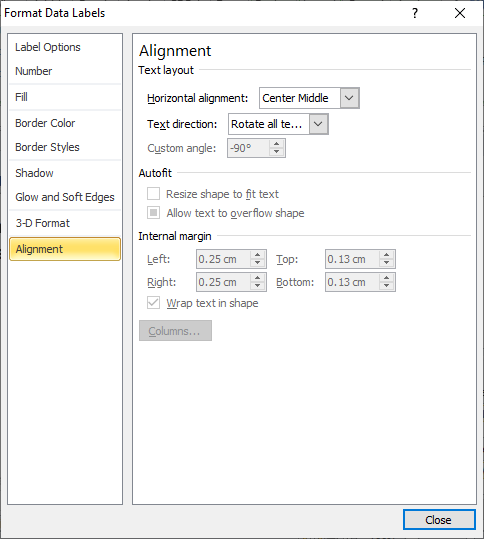 Format Data Labels ? ×
Label Options
Number
Fill
Border Color
Border Styles
Shadow
Glow and Soft Edges
3-D Format
Alignment
Alignment
Text layout
Horizontal alignment: Center Middle
Text direction: Rotate all te...
Custom angle: -90°
Autofit
Resize shape to fit text
Allow text to overflow shape
Internal margin
Left: 0.25 cm Top: 0.13 cm
Right: 0.25 cm Bottom: 0.13 cm
Wrap text in shape
Columns...
Close